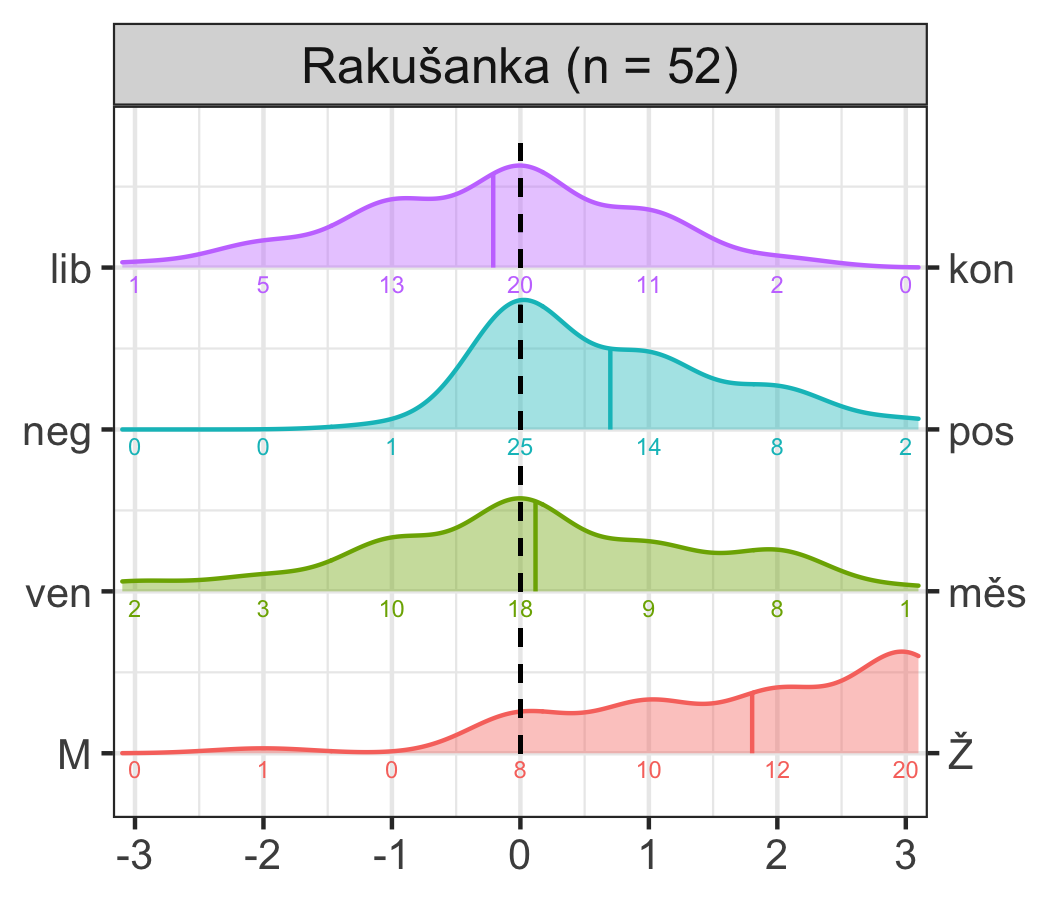 Rakušanka (n = 52)
lib kon
1 5 13 20 11 2 0
neg pos
0 0 1 25 14 8 2
ven měs
2 3 10 18 9 8 1
M Ž
0 1 0 8 10 12 20
-3 -2 -1 0 1 2 3